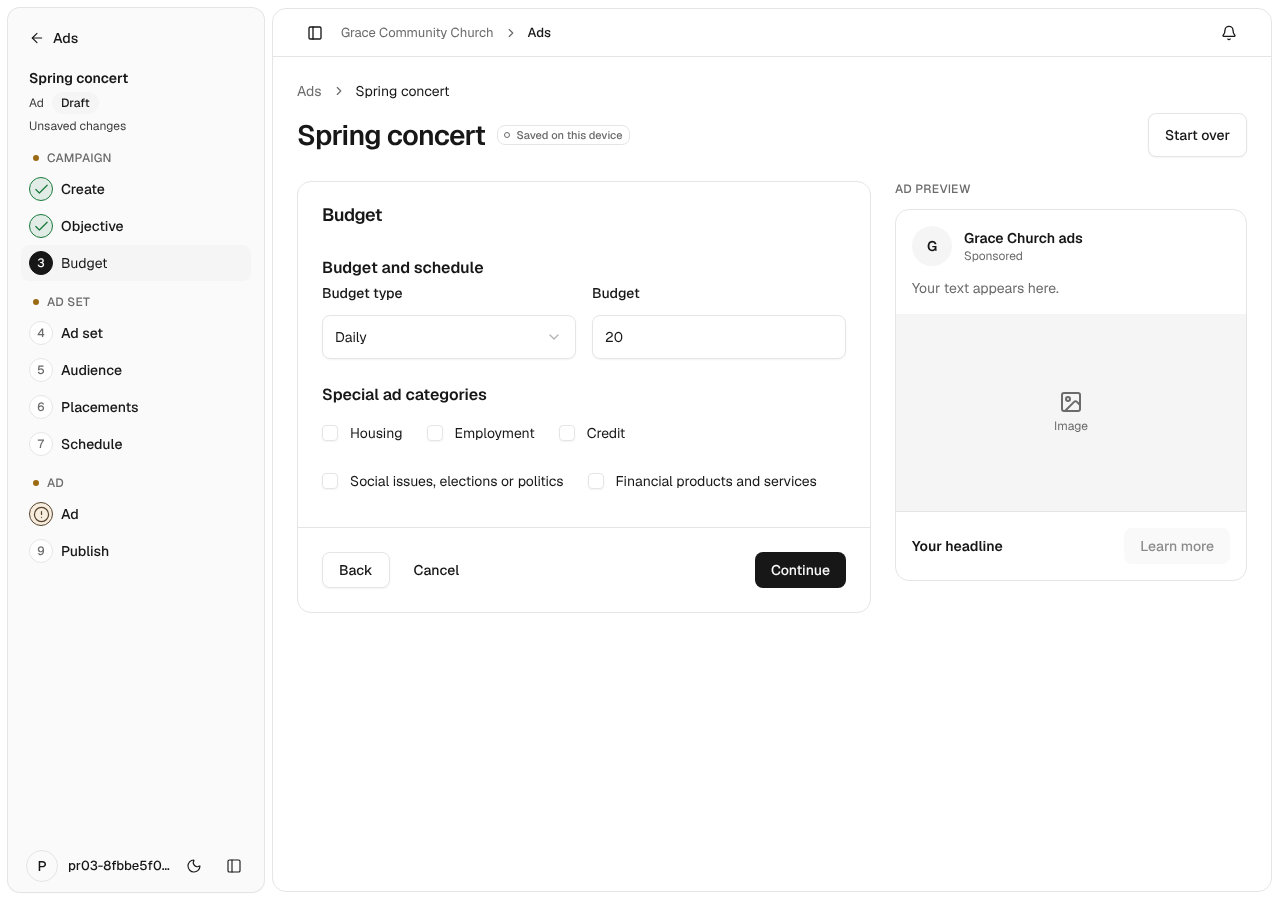 Ads
Spring concert
Ad Draft
Unsaved changes
CAMPAIGN
Create
Objective
3 Budget
AD SET
4 Ad set
5 Audience
6 Placements
7 Schedule
AD
Ad
9 Publish
P pr03-8fbbe5f0...
Grace Community Church Ads
Ads Spring concert
Spring concert Saved on this device Start over
Budget
Budget and schedule
Budget type Budget
Daily 20
Special ad categories
Housing Employment Credit
Social issues, elections or politics Financial products and services
Back Cancel Continue
AD PREVIEW
G Grace Church ads
Sponsored
Your text appears here.
Image
Your headline Learn more